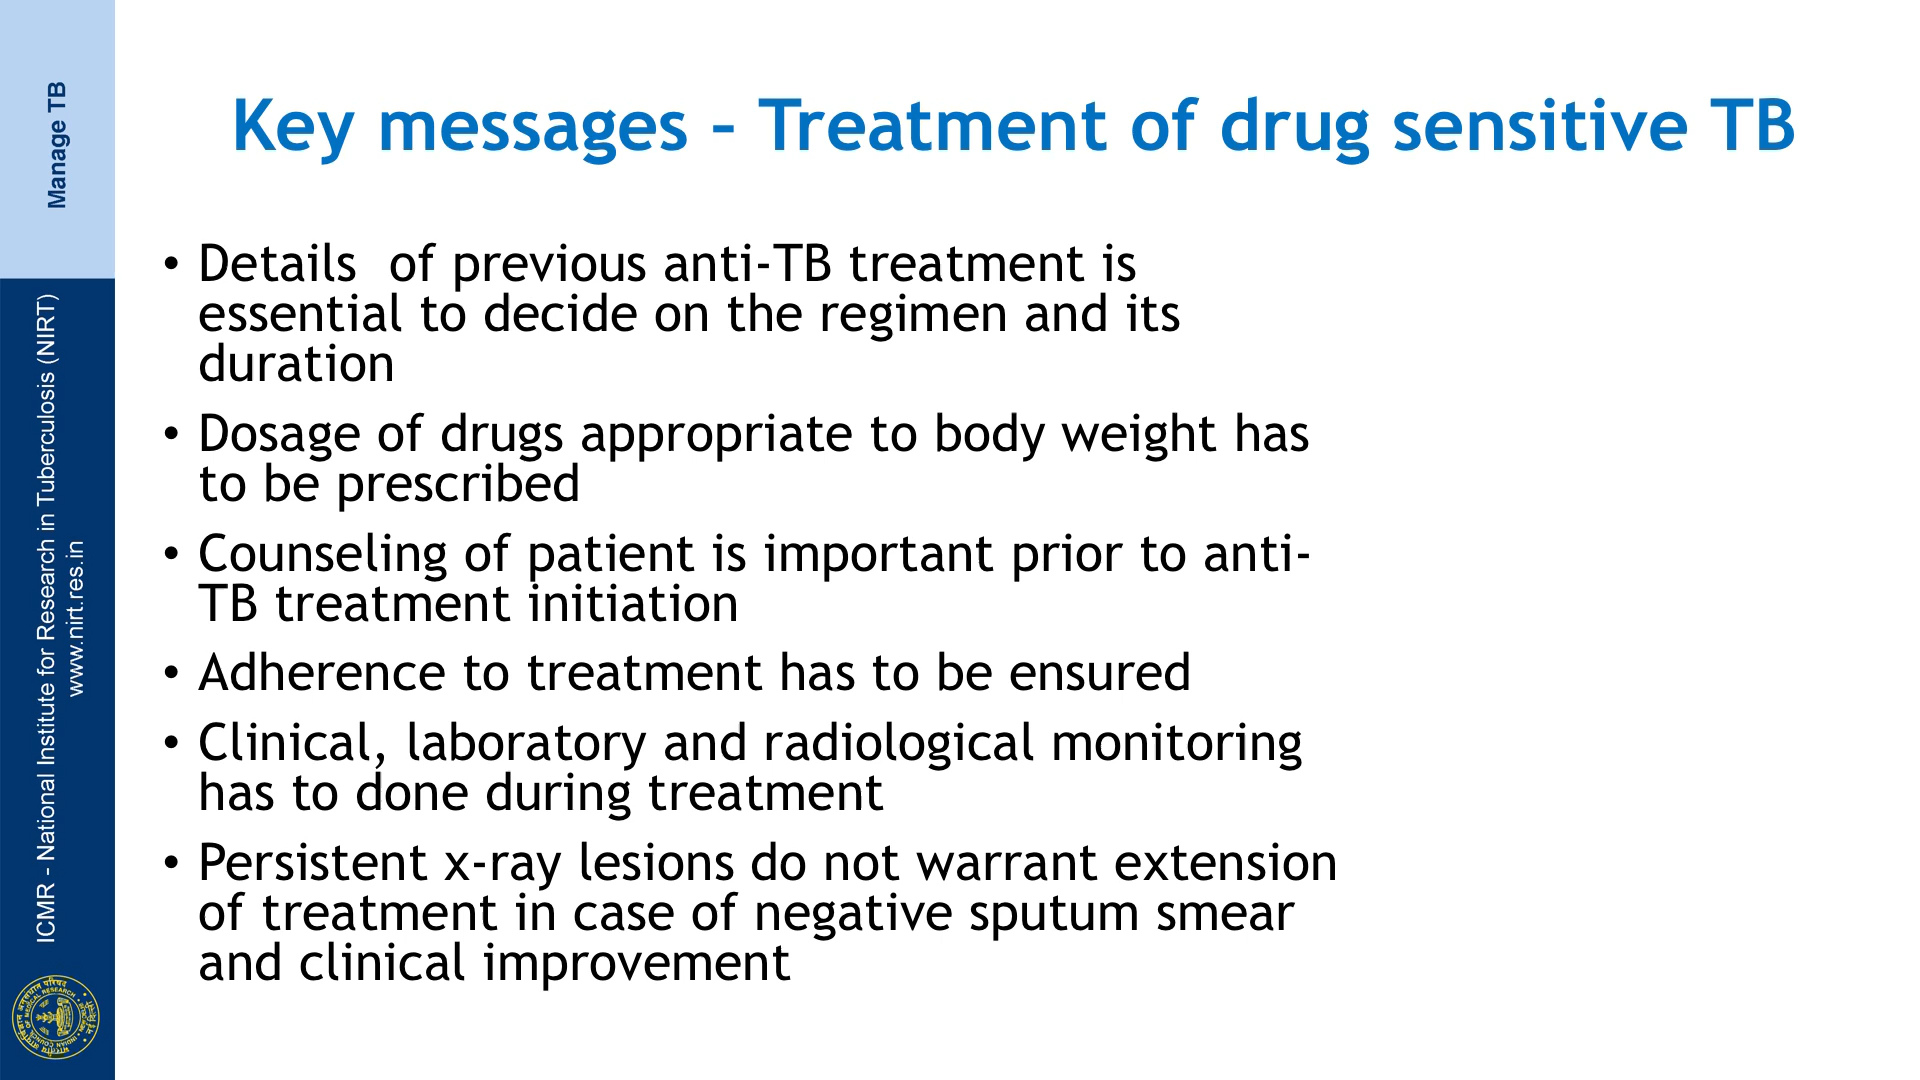 Manage TB
ICMR - National Institute for Research in Tuberculosis (NIRT)
www.nirt.res.in
Key messages – Treatment of drug sensitive TB
• Details  of previous anti-TB treatment is
essential to decide on the regimen and its
duration
• Dosage of drugs appropriate to body weight has
to be prescribed
• Counseling of patient is important prior to anti-
TB treatment initiation
• Adherence to treatment has to be ensured
• Clinical, laboratory and radiological monitoring
has to done during treatment
• Persistent x-ray lesions do not warrant extension
of treatment in case of negative sputum smear
and clinical improvement